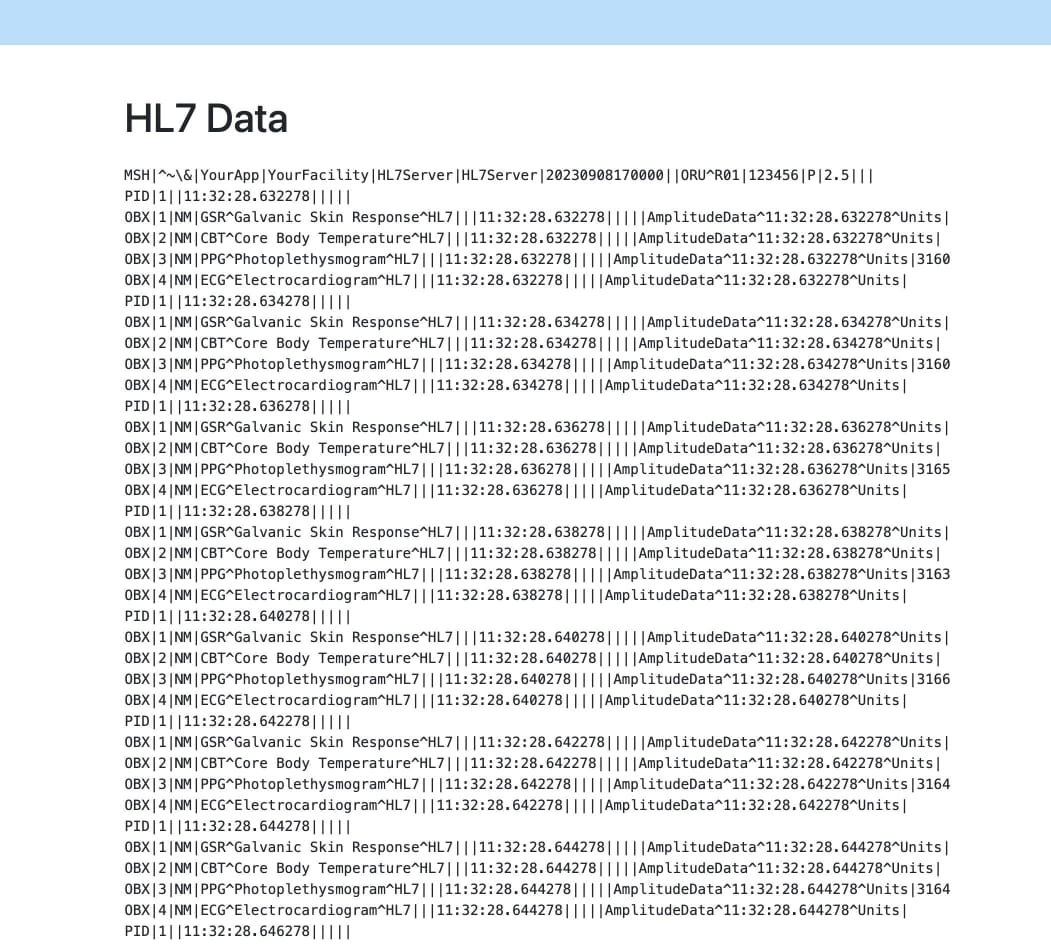 HL7 Data
MSH|^~\&|YourApp|YourFacility|HL7Server|HL7Server|20230908170000||ORU^R01|123456|P|2.5|||
PID|1||11:32:28.632278|||||
OBX|1|NM|GSR^Galvanic Skin Response^HL7|||11:32:28.632278|||||AmplitudeData^11:32:28.632278^Units|
OBX|2|NM|CBT^Core Body Temperature^HL7|||11:32:28.632278|||||AmplitudeData^11:32:28.632278^Units|
OBX|3|NM|PPG^Photoplethysmogram^HL7|||11:32:28.632278|||||AmplitudeData^11:32:28.632278^Units|3160
OBX|4|NM|ECG^Electrocardiogram^HL7|||11:32:28.632278|||||AmplitudeData^11:32:28.632278^Units|
PID|1||11:32:28.634278|||||
OBX|1|NM|GSR^Galvanic Skin Response^HL7|||11:32:28.634278|||||AmplitudeData^11:32:28.634278^Units|
OBX|2|NM|CBT^Core Body Temperature^HL7|||11:32:28.634278|||||AmplitudeData^11:32:28.634278^Units|
OBX|3|NM|PPG^Photoplethysmogram^HL7|||11:32:28.634278|||||AmplitudeData^11:32:28.634278^Units|3160
OBX|4|NM|ECG^Electrocardiogram^HL7|||11:32:28.634278|||||AmplitudeData^11:32:28.634278^Units|
PID|1||11:32:28.636278|||||
OBX|1|NM|GSR^Galvanic Skin Response^HL7|||11:32:28.636278|||||AmplitudeData^11:32:28.636278^Units|
OBX|2|NM|CBT^Core Body Temperature^HL7|||11:32:28.636278|||||AmplitudeData^11:32:28.636278^Units|
OBX|3|NM|PPG^Photoplethysmogram^HL7|||11:32:28.636278|||||AmplitudeData^11:32:28.636278^Units|3165
OBX|4|NM|ECG^Electrocardiogram^HL7|||11:32:28.636278|||||AmplitudeData^11:32:28.636278^Units|
PID|1||11:32:28.638278|||||
OBX|1|NM|GSR^Galvanic Skin Response^HL7|||11:32:28.638278|||||AmplitudeData^11:32:28.638278^Units|
OBX|2|NM|CBT^Core Body Temperature^HL7|||11:32:28.638278|||||AmplitudeData^11:32:28.638278^Units|
OBX|3|NM|PPG^Photoplethysmogram^HL7|||11:32:28.638278|||||AmplitudeData^11:32:28.638278^Units|3163
OBX|4|NM|ECG^Electrocardiogram^HL7|||11:32:28.638278|||||AmplitudeData^11:32:28.638278^Units|
PID|1||11:32:28.640278|||||
OBX|1|NM|GSR^Galvanic Skin Response^HL7|||11:32:28.640278|||||AmplitudeData^11:32:28.640278^Units|
OBX|2|NM|CBT^Core Body Temperature^HL7|||11:32:28.640278|||||AmplitudeData^11:32:28.640278^Units|
OBX|3|NM|PPG^Photoplethysmogram^HL7|||11:32:28.640278|||||AmplitudeData^11:32:28.640278^Units|3166
OBX|4|NM|ECG^Electrocardiogram^HL7|||11:32:28.640278|||||AmplitudeData^11:32:28.640278^Units|
PID|1||11:32:28.642278|||||
OBX|1|NM|GSR^Galvanic Skin Response^HL7|||11:32:28.642278|||||AmplitudeData^11:32:28.642278^Units|
OBX|2|NM|CBT^Core Body Temperature^HL7|||11:32:28.642278|||||AmplitudeData^11:32:28.642278^Units|
OBX|3|NM|PPG^Photoplethysmogram^HL7|||11:32:28.642278|||||AmplitudeData^11:32:28.642278^Units|3164
OBX|4|NM|ECG^Electrocardiogram^HL7|||11:32:28.642278|||||AmplitudeData^11:32:28.642278^Units|
PID|1||11:32:28.644278|||||
OBX|1|NM|GSR^Galvanic Skin Response^HL7|||11:32:28.644278|||||AmplitudeData^11:32:28.644278^Units|
OBX|2|NM|CBT^Core Body Temperature^HL7|||11:32:28.644278|||||AmplitudeData^11:32:28.644278^Units|
OBX|3|NM|PPG^Photoplethysmogram^HL7|||11:32:28.644278|||||AmplitudeData^11:32:28.644278^Units|3164
OBX|4|NM|ECG^Electrocardiogram^HL7|||11:32:28.644278|||||AmplitudeData^11:32:28.644278^Units|
PID|1||11:32:28.646278|||||